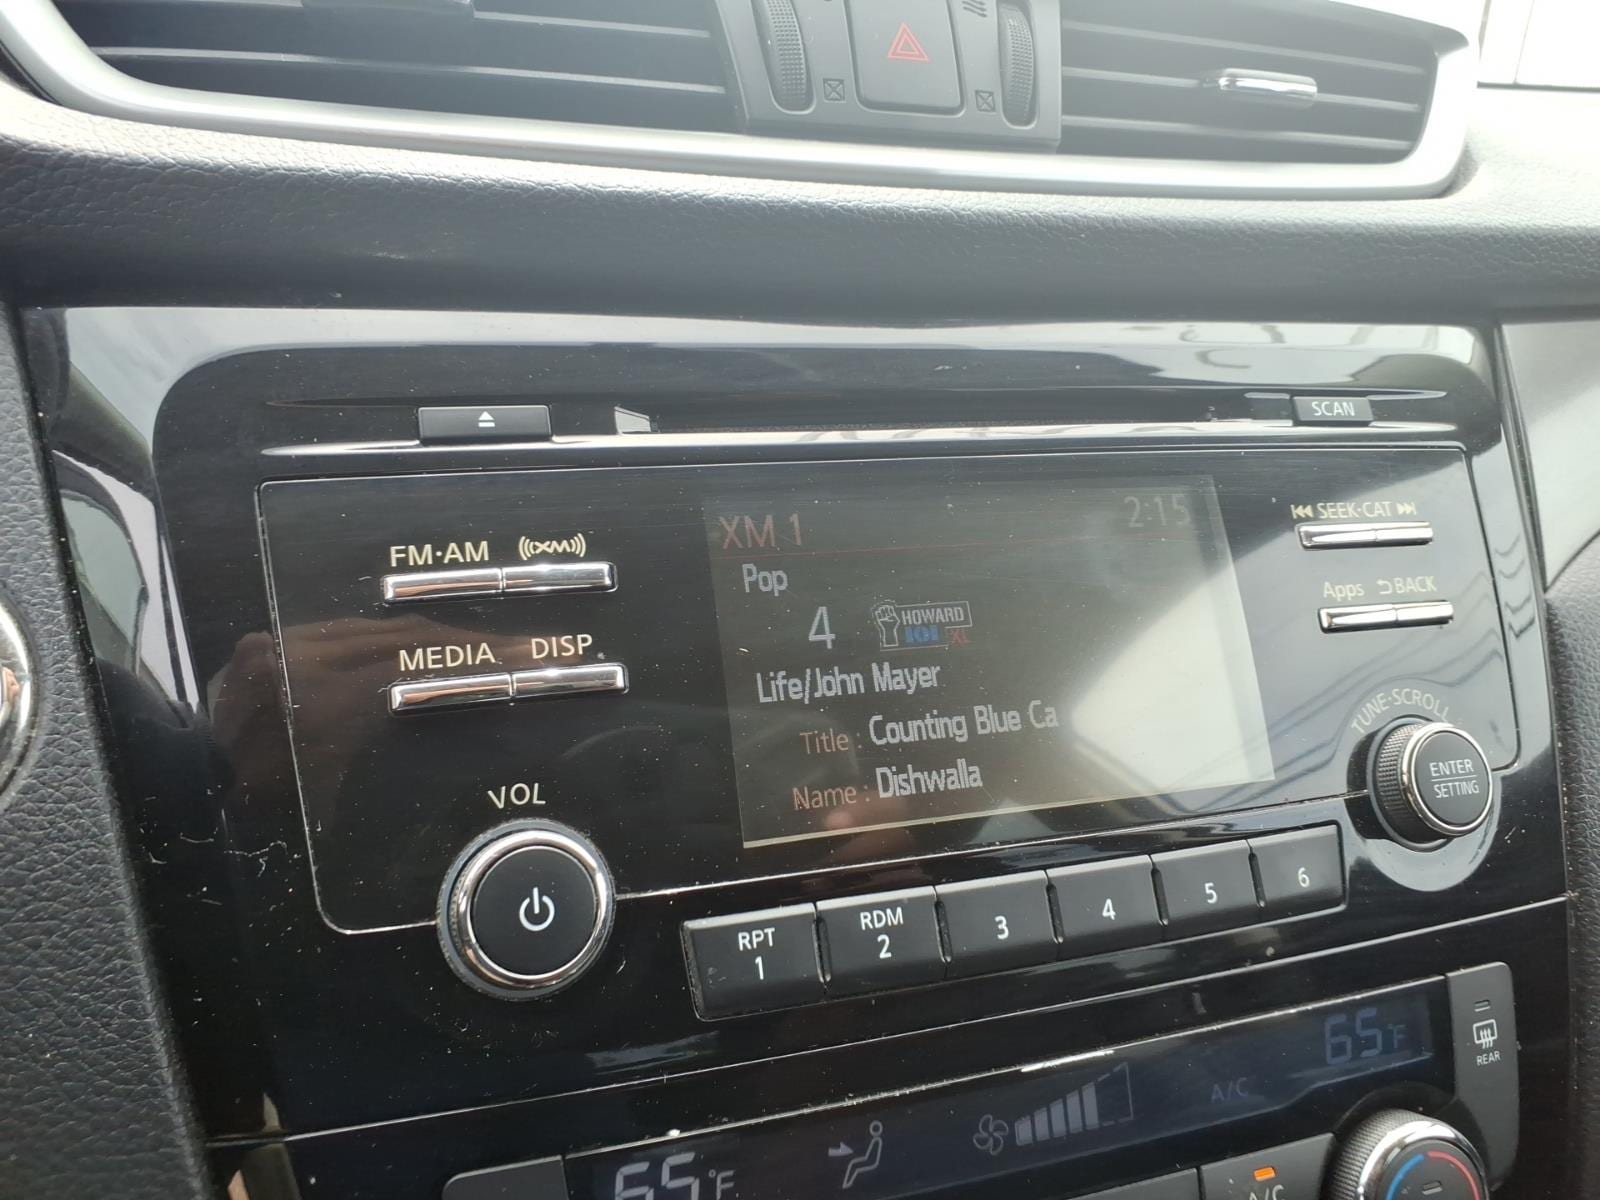 SCAN
FM·AM XM
MEDIA DISP
VOL
XM 1 2:15
Pop
4 HOWARD 101 XL
Life/John Mayer
Title : Counting Blue Ca
Name : Dishwalla
SEEK·CAT
Apps BACK
TUNE·SCROLL
ENTER
SETTING
RPT
1
RDM
2
3
4
5
6
65°F
A/C
65°F
REAR
A/C